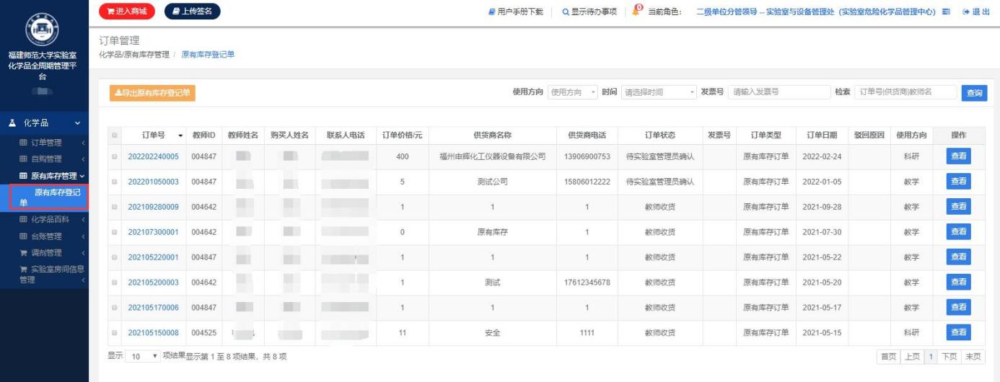 进入商城 上传签名 用户手册下载 显示待办事项 0 当前角色： 二级单位分管领导 -- 实验室与设备管理处（实验室危险化学品管理中心） 退出
福建师范大学实验室
化学品全周期管理平
台
化学品
订单管理
自购管理
原有库存管理
原有库存登记
单
化学品百科
台账管理
调剂管理
实验室房间信息
管理
订单管理
化学品/原有库存管理 / 原有库存登记单
导出原有库存登记单 使用方向 使用方向 时间 请选择时间 发票号 请输入发票号 检索 订单号|供货商|教师名 查询
订单号 教师ID 教师姓名 购买人姓名 联系人电话 订单价格/元 供货商名称 供货商电话 订单状态 发票号 订单类型 订单日期 驳回原因 使用方向 操作
202202240005 004847 400 福州申辉化工仪器设备有限公司 13906900753 待实验室管理员确认 原有库存订单 2022-02-24 科研 查看
202201050003 004847 5 测试公司 15806012222 待实验室管理员确认 原有库存订单 2022-01-05 教学 查看
202109280009 004642 1 1 1 教师收货 原有库存订单 2021-09-28 教学 查看
202107300001 004642 0 原有库存 1 教师收货 原有库存订单 2021-07-30 教学 查看
202105220001 004847 1 1 1 教师收货 原有库存订单 2021-05-22 教学 查看
202105200003 004642 1 测试 17612345678 教师收货 原有库存订单 2021-05-20 教学 查看
202105170006 004847 1 1 1 教师收货 原有库存订单 2021-05-17 教学 查看
202105150008 004525 11 安全 1111 教师收货 原有库存订单 2021-05-15 科研 查看
显示 10 项结果显示第 1 至 8 项结果，共 8 项 首页 上页 1 下页 末页